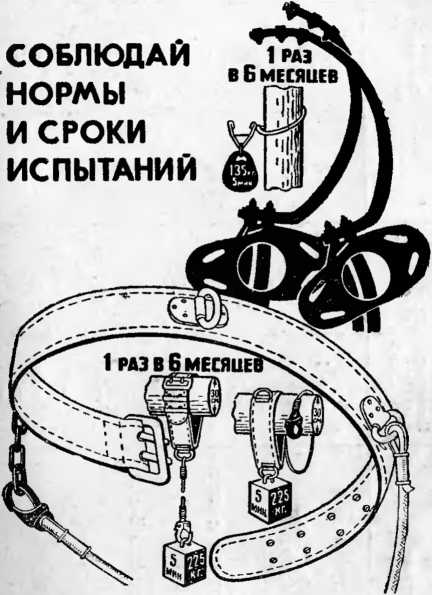 СОБЛЮДАЙ
НОРМЫ
И СРОКИ
ИСПЫТАНИЙ
1 РАЗ
В 6 МЕСЯЦЕВ
135 кг.
5 мин
1 РАЗ В 6 МЕСЯЦЕВ
30
30
5 МИН
225 КГ.
5 МИН
225 КГ.